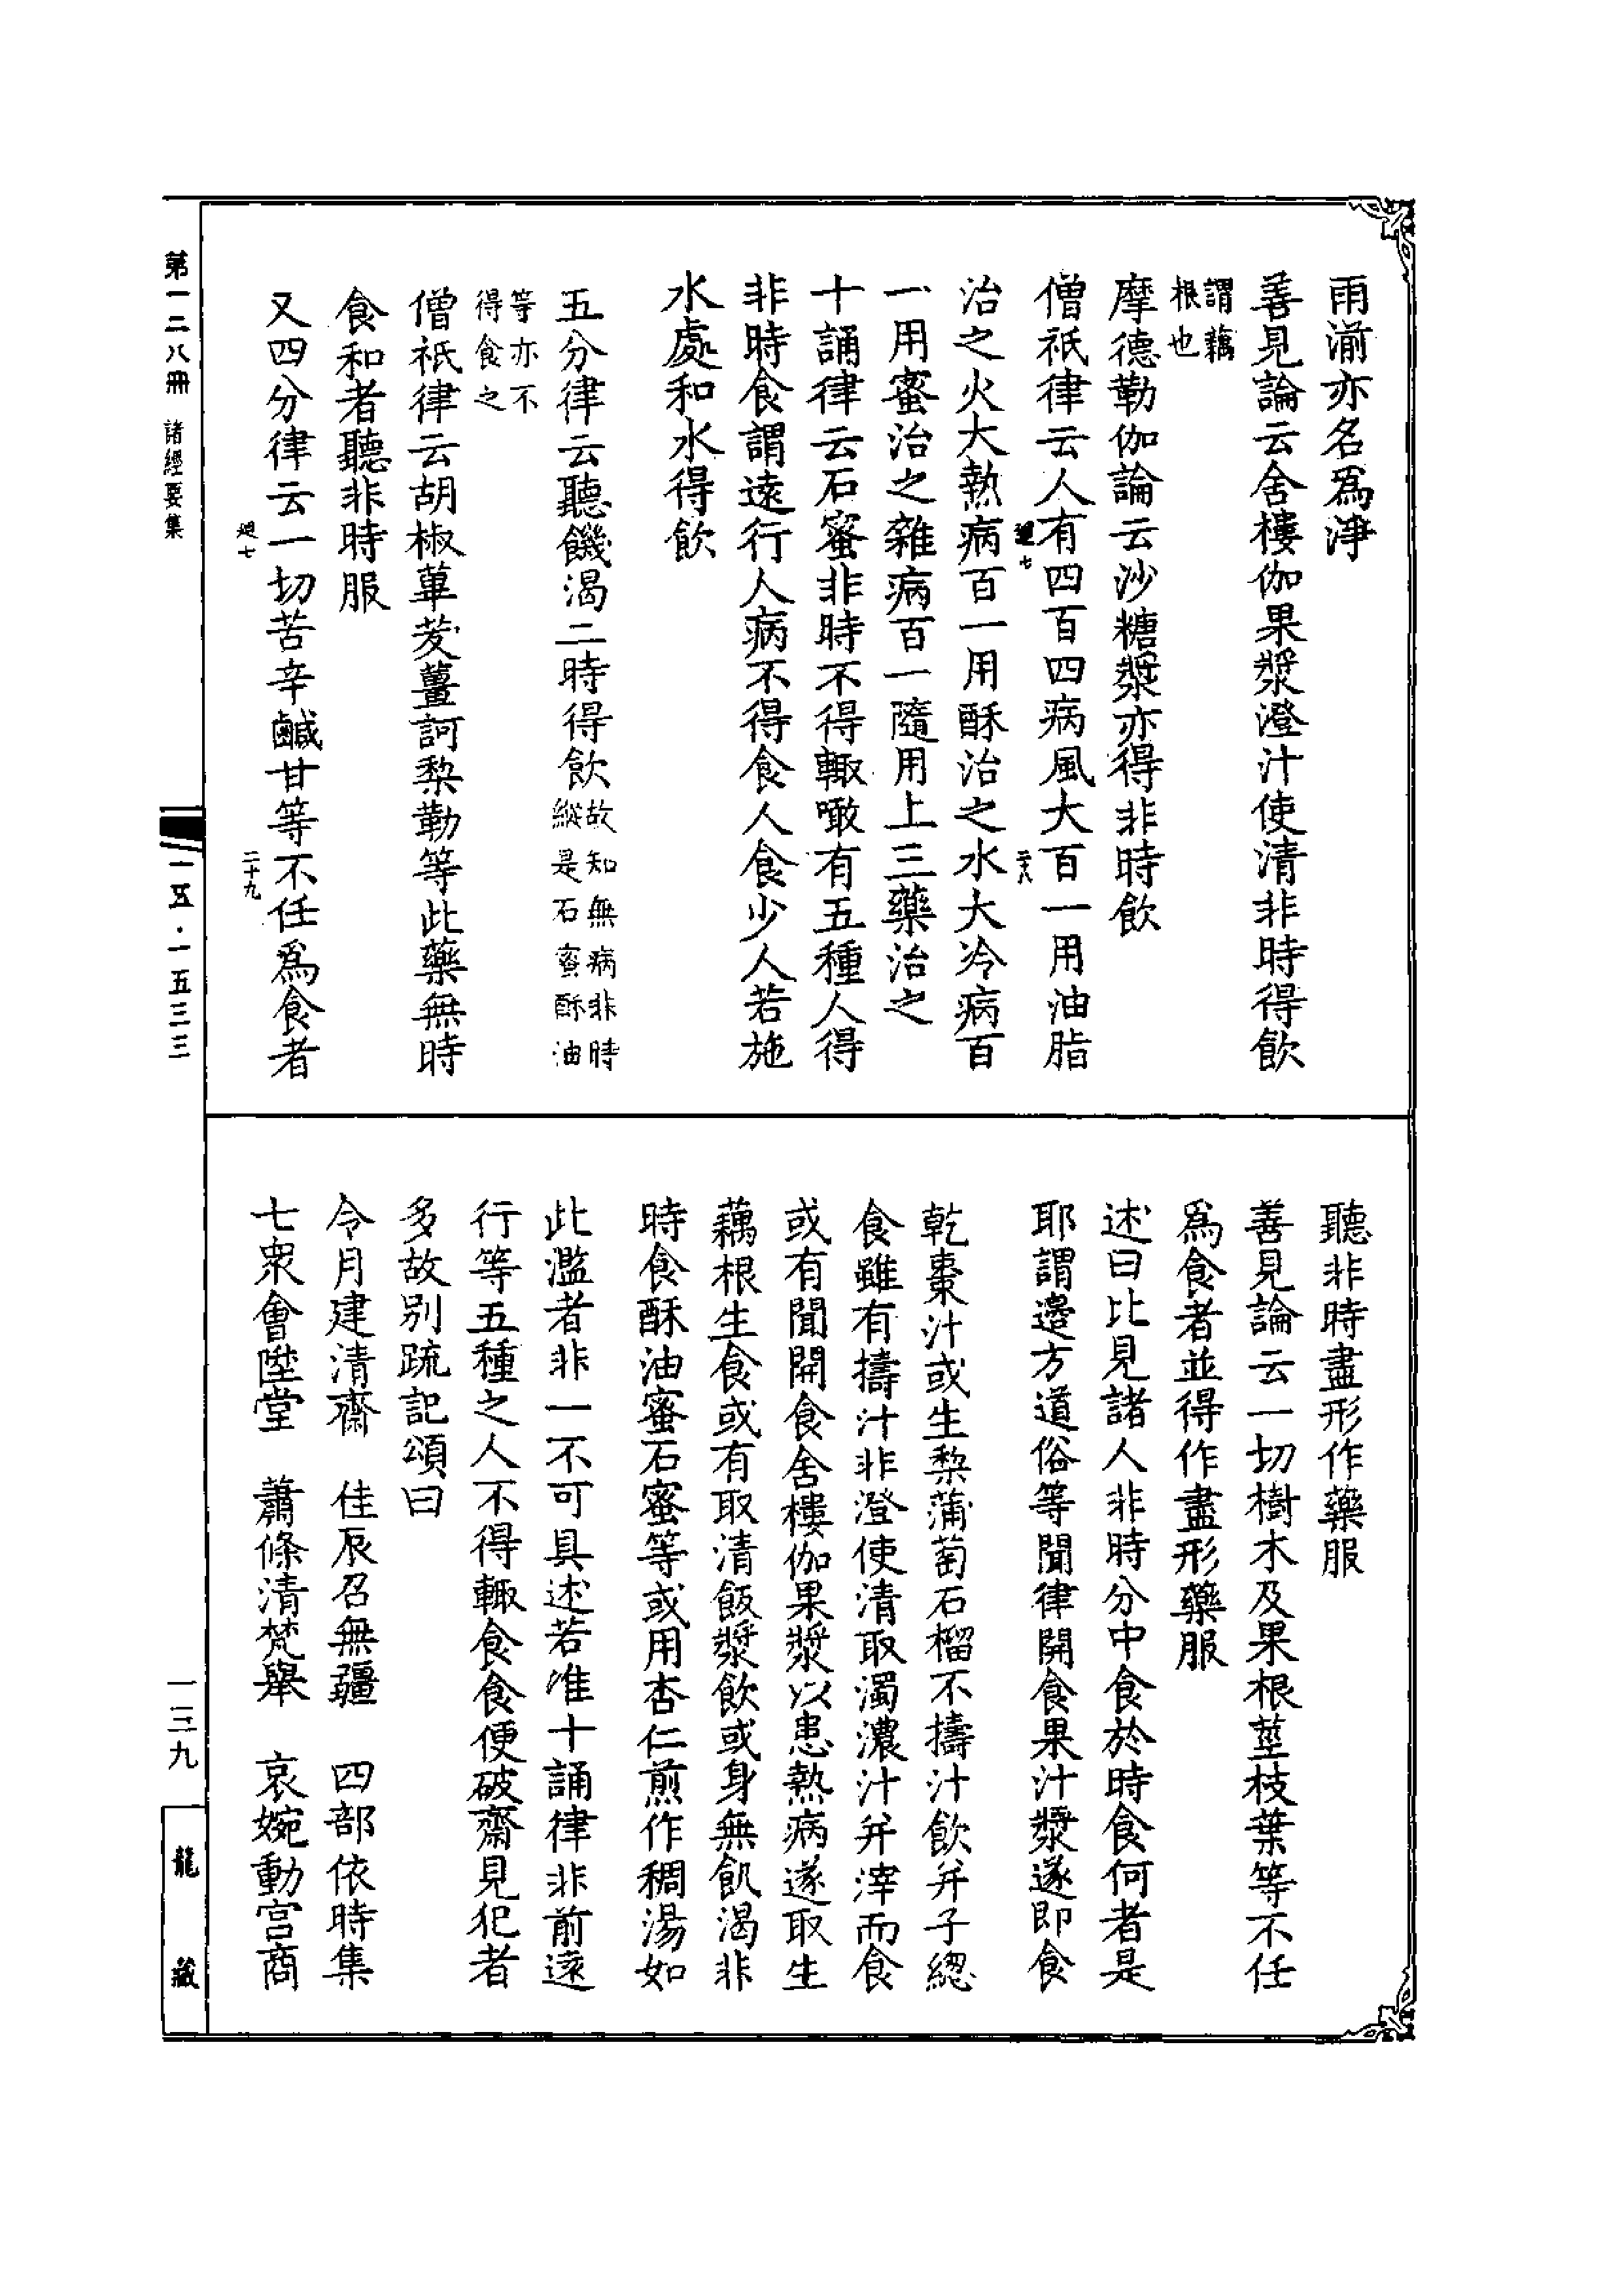 雨湔亦名爲淨
善見論云舍樓伽果漿澄汁使清非時得飲
謂藕
根也
摩德勒伽論云沙糖漿亦得非時飲
僧祇律云人有四百四病風大百一用油脂
治之火大熱病百一用酥治之水大冷病百
一用蜜治之雜病百一隨用上三藥治之
十誦律云石蜜非時不得輒噉有五種人得
非時食謂遠行人病不得食人食少人若施
水處和水得飲
五分律云聽饑渴二時得飲故知無病非時
縱是石蜜酥油
等亦不
得食之
僧祇律云胡椒蓽茇薑訶梨勒等此藥無時
食和者聽非時服
又四分律云一切苦辛鹹甘等不任爲食者
聽非時盡形作藥服
善見論云一切樹木及果根莖枝葉等不任
爲食者並得作盡形藥服
述曰比見諸人非時分中食於時食何者是
耶謂邊方道俗等聞律開食果汁漿遂即食
乾棗汁或生梨蒲萄石榴不擣汁飲并子總
食雖有擣汁非澄使清取濁濃汁并滓而食
或有聞開食舍樓伽果漿以患熱病遂取生
藕根生食或有取清飯漿飲或身無飢渴非
時食酥油蜜石蜜等或用杏仁煎作稠湯如
此濫者非一不可具述若准十誦律非前遠
行等五種之人不得輒食食便破齋見犯者
多故別疏記頌曰
令月建清齋　佳辰召無疆　四部依時集
七衆會陞堂　蕭條清梵舉　哀婉動宮商
第一二八冊　諸經要集
一五·一五三三
一三九
龍藏
二十九
二八